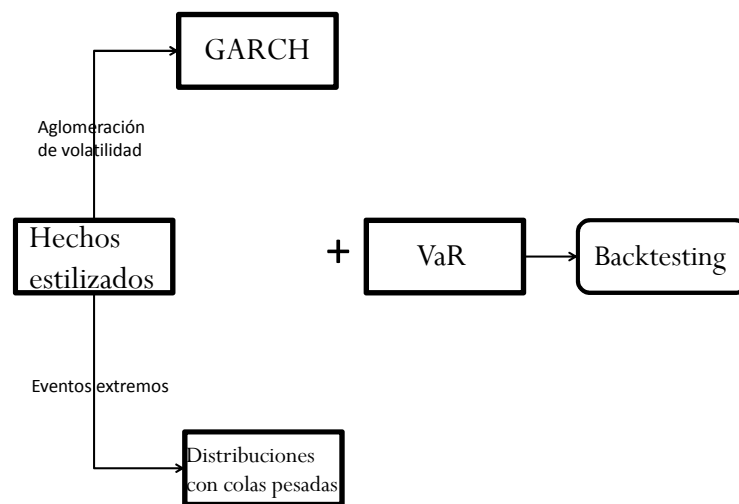 GARCH
Aglomeración
de volatilidad
Hechos
estilizados
+
VaR
Backtesting
Eventos extremos
Distribuciones
con colas pesadas